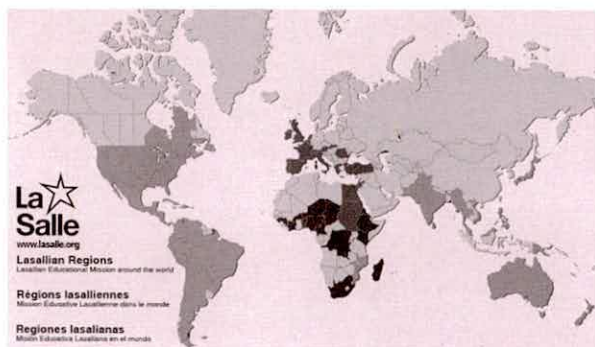 La
Salle
www.lasalle.org
Lasallian Regions
Lasallian Educational Mission around the world
Régions lasalliennes
Mission Educative Lasallienne dans le monde
Regiones lasalianas
Misión Educativa Lasaliana en el mundo